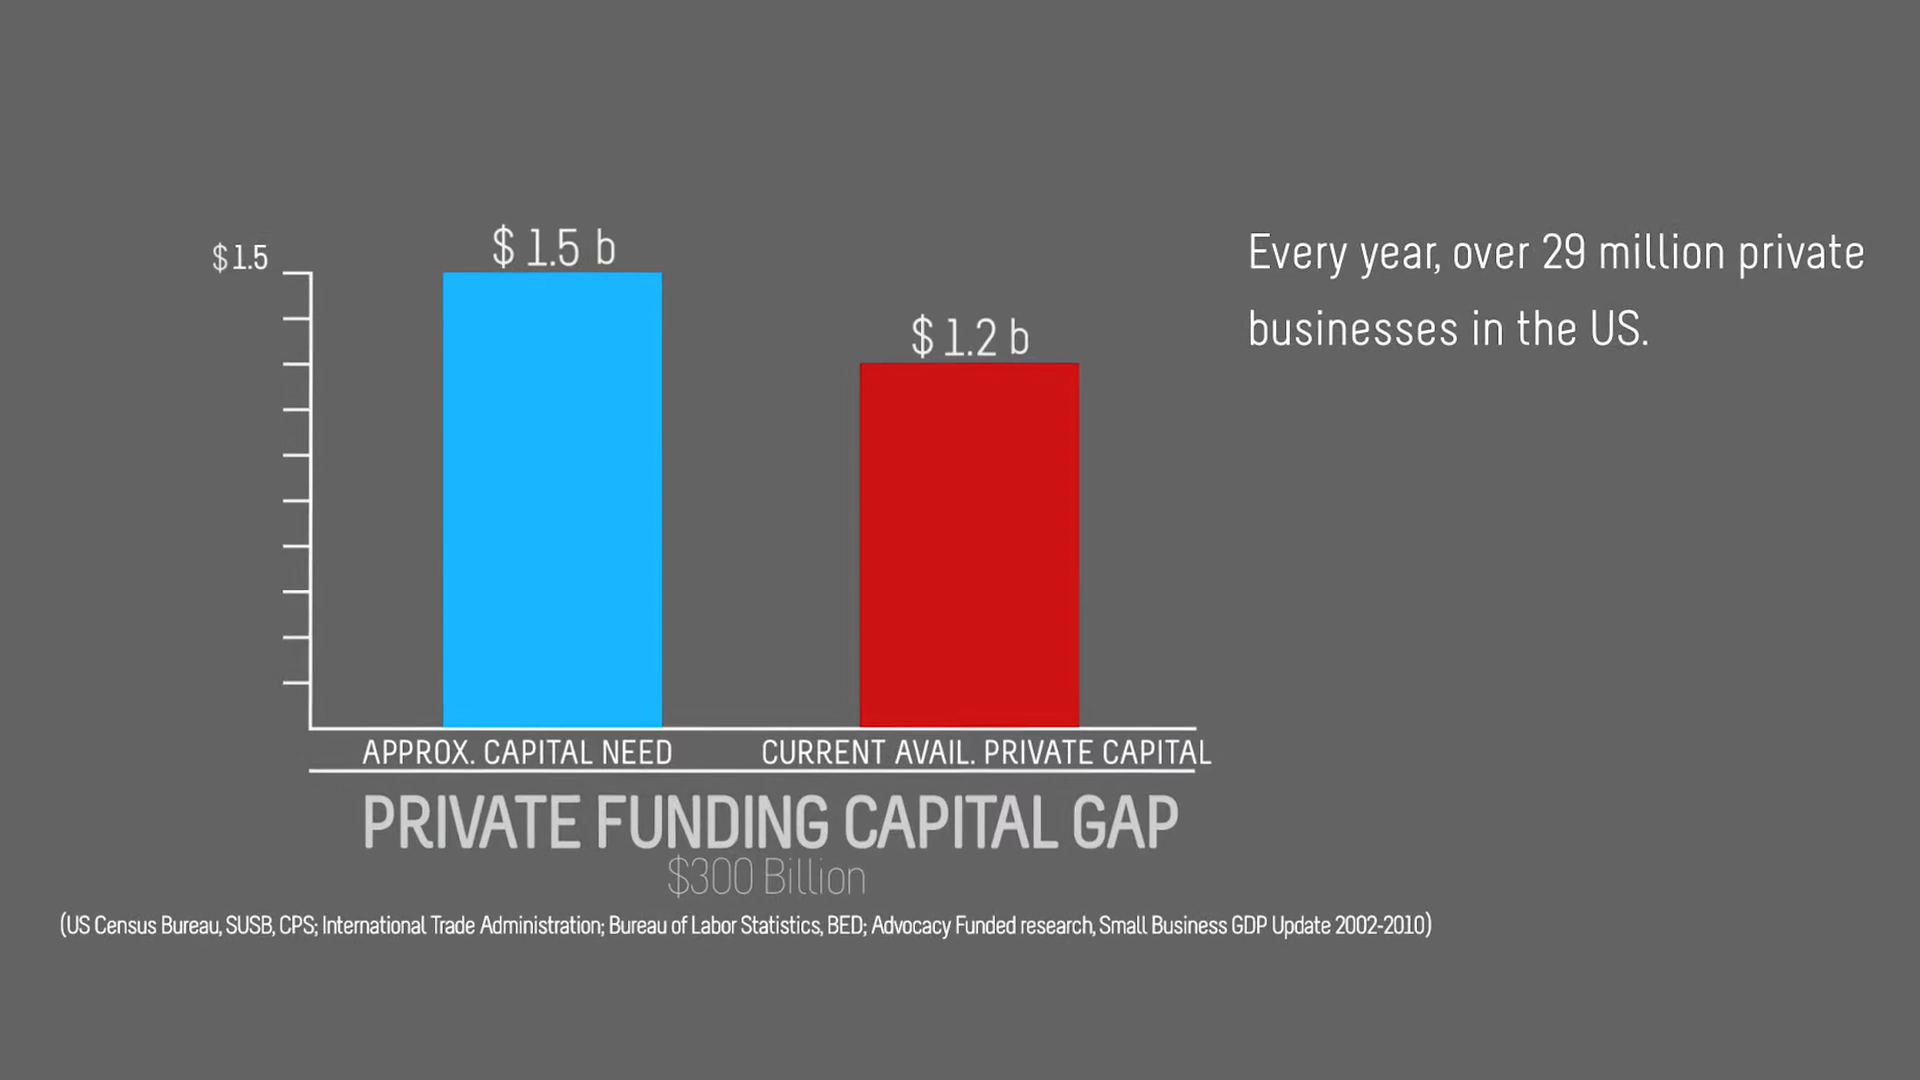 $1.5
$ 1.5 b
$ 1.2 b
Every year, over 29 million private
businesses in the US.
APPROX. CAPITAL NEED
CURRENT AVAIL. PRIVATE CAPITAL
PRIVATE FUNDING CAPITAL GAP
$300 Billion
(US Census Bureau, SUSB, CPS; International Trade Administration; Bureau of Labor Statistics, BED; Advocacy Funded research, Small Business GDP Update 2002-2010)